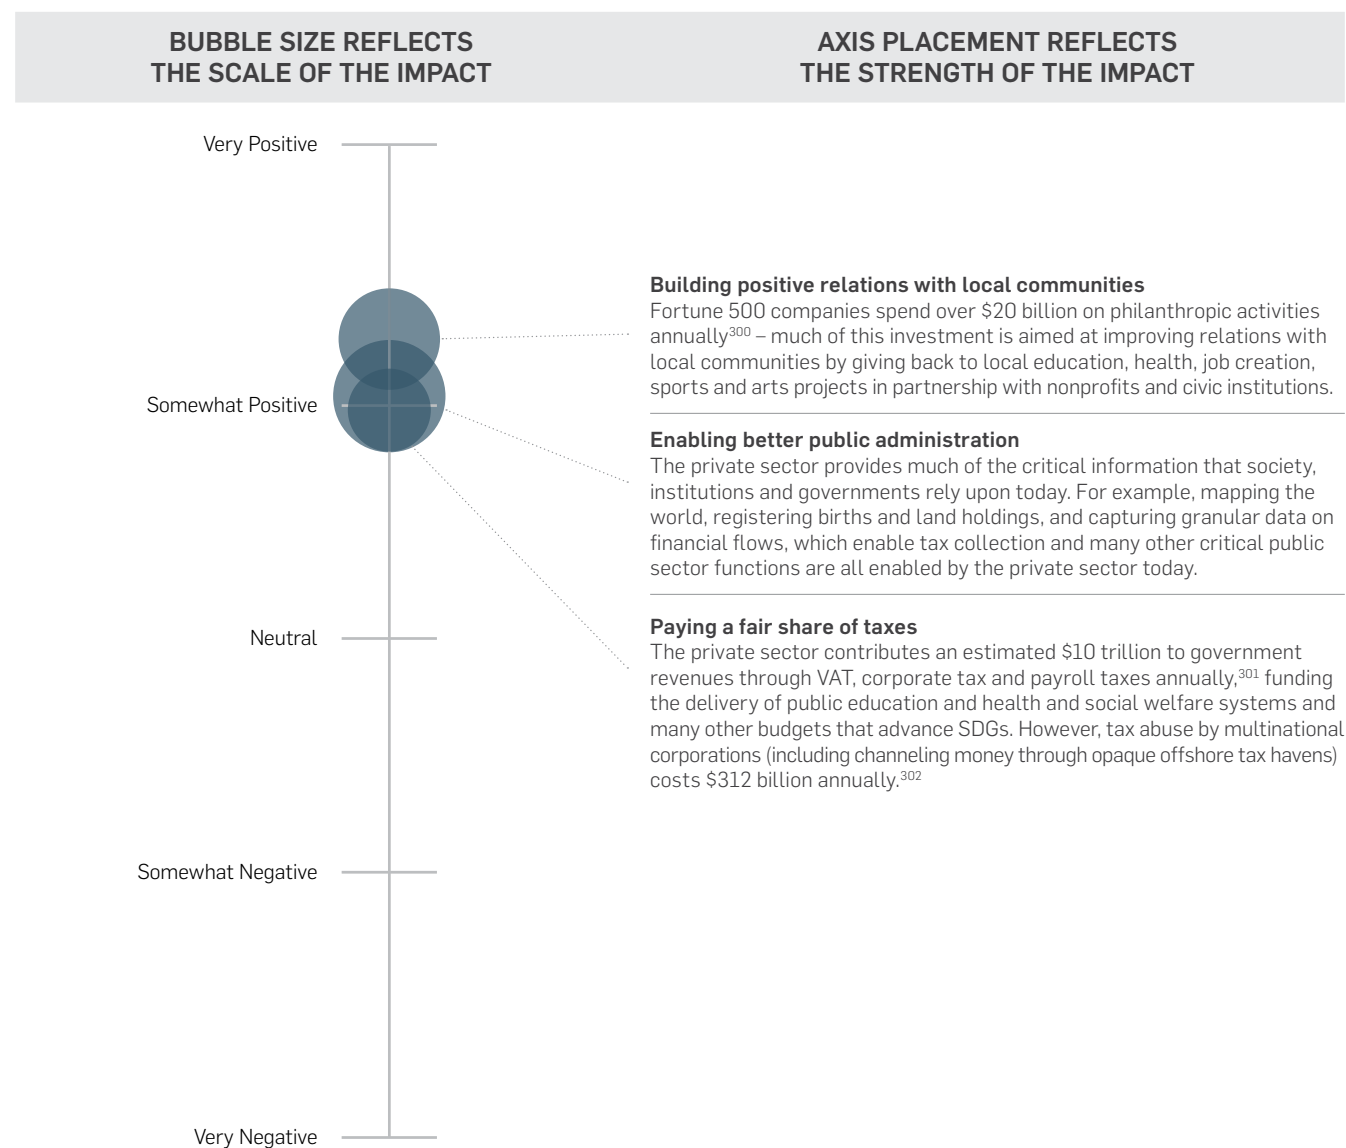 BUBBLE SIZE REFLECTS
THE SCALE OF THE IMPACT
AXIS PLACEMENT REFLECTS
THE STRENGTH OF THE IMPACT
Very Positive
Somewhat Positive
Neutral
Somewhat Negative
Very Negative
Building positive relations with local communities
Fortune 500 companies spend over $20 billion on philanthropic activities
annually300 – much of this investment is aimed at improving relations with
local communities by giving back to local education, health, job creation,
sports and arts projects in partnership with nonprofits and civic institutions.
Enabling better public administration
The private sector provides much of the critical information that society,
institutions and governments rely upon today. For example, mapping the
world, registering births and land holdings, and capturing granular data on
financial flows, which enable tax collection and many other critical public
sector functions are all enabled by the private sector today.
Paying a fair share of taxes
The private sector contributes an estimated $10 trillion to government
revenues through VAT, corporate tax and payroll taxes annually,301 funding
the delivery of public education and health and social welfare systems and
many other budgets that advance SDGs. However, tax abuse by multinational
corporations (including channeling money through opaque offshore tax havens)
costs $312 billion annually.302